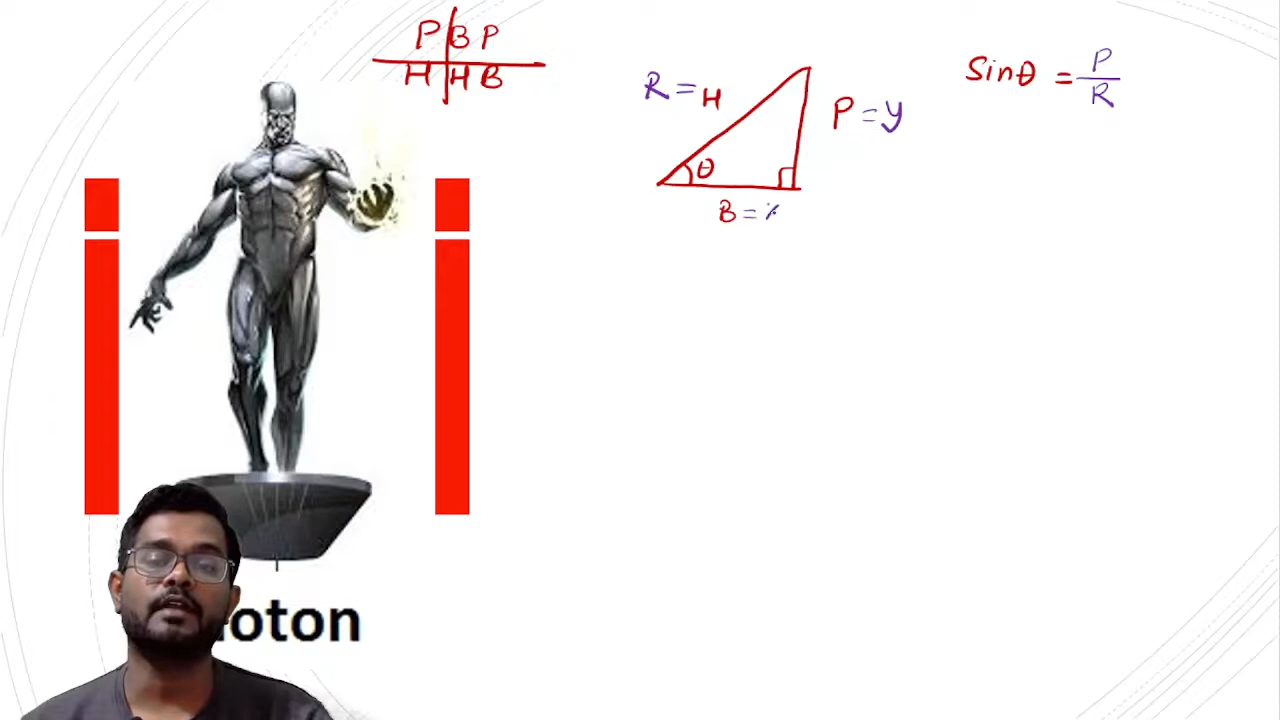 P B P
H H B
R = H
P = y
θ
B = x
Sinθ = P
R
oton